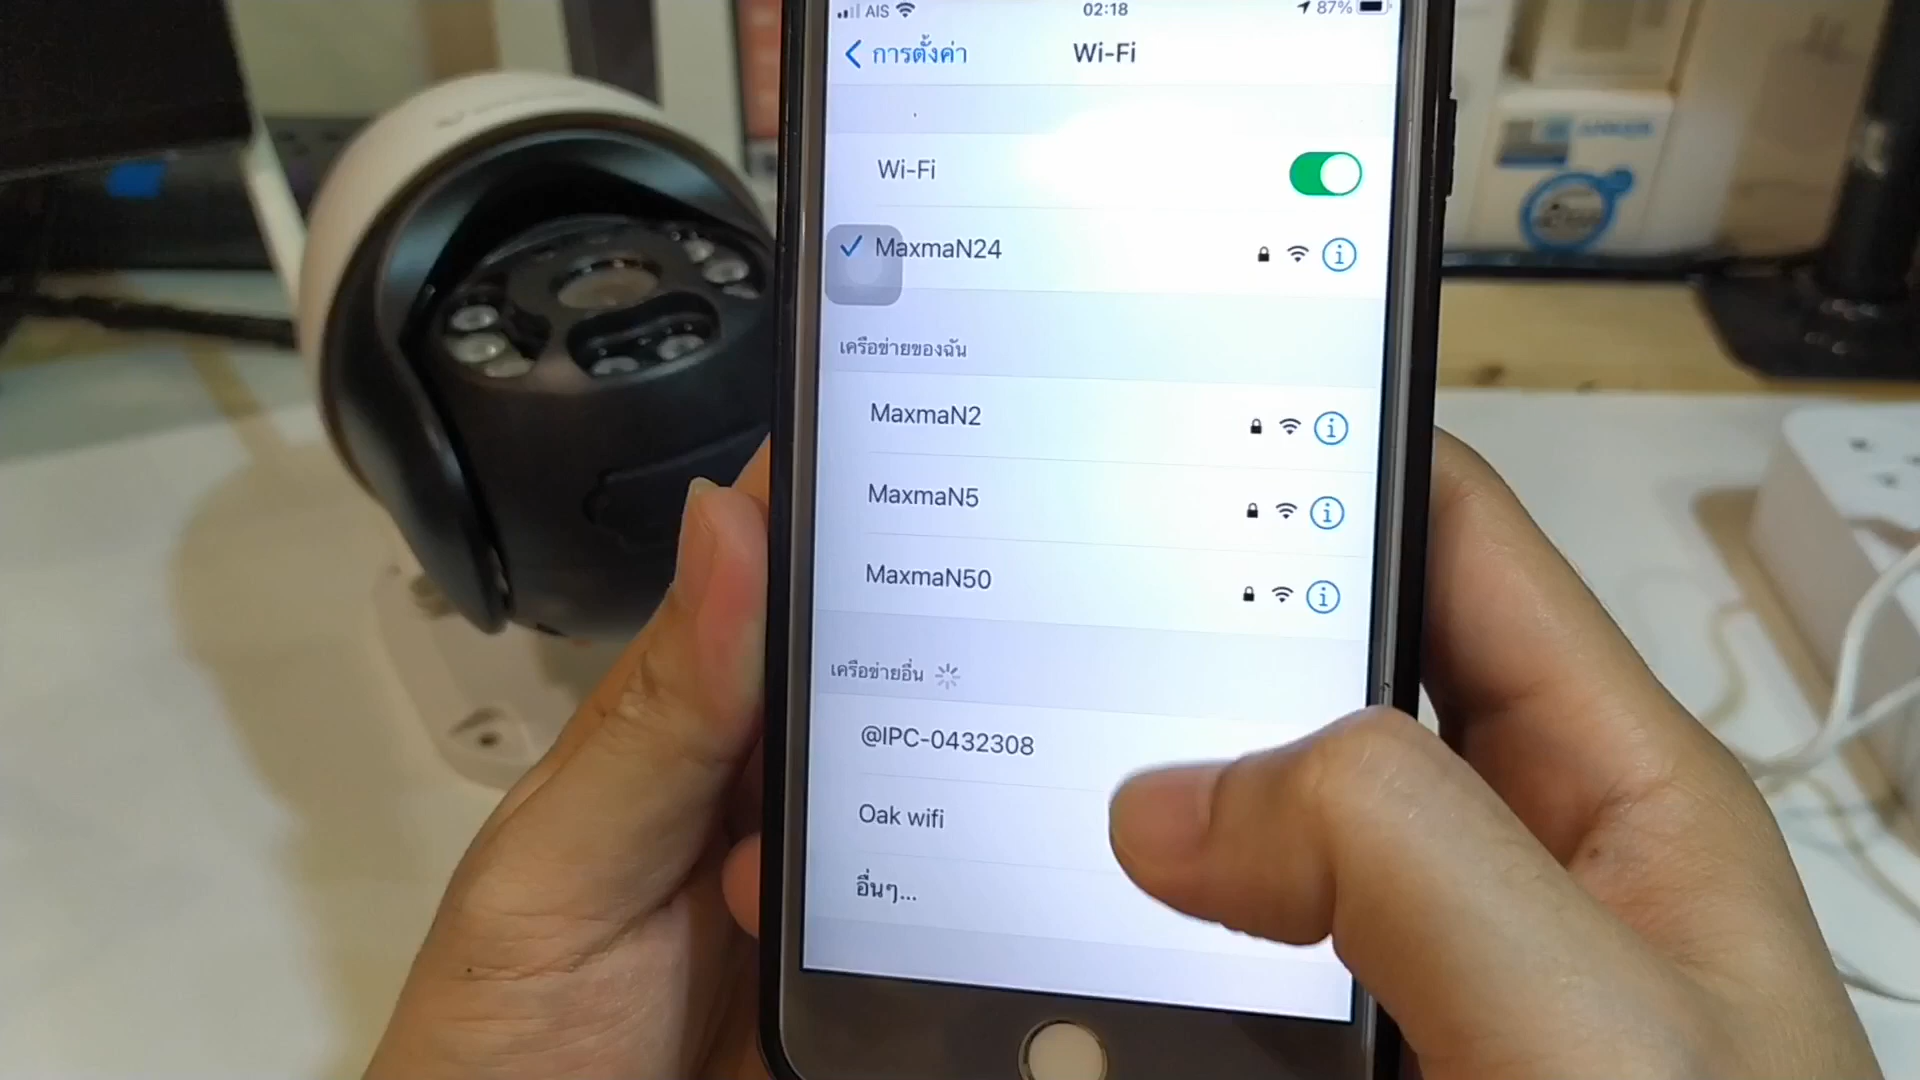 AIS 02:18 87%
การตั้งค่า Wi-Fi
Wi-Fi
MaxmaN24
เครือข่ายของฉัน
MaxmaN2
MaxmaN5
MaxmaN50
เครือข่ายอื่น
@IPC-0432308
Oak wifi
อื่นๆ...